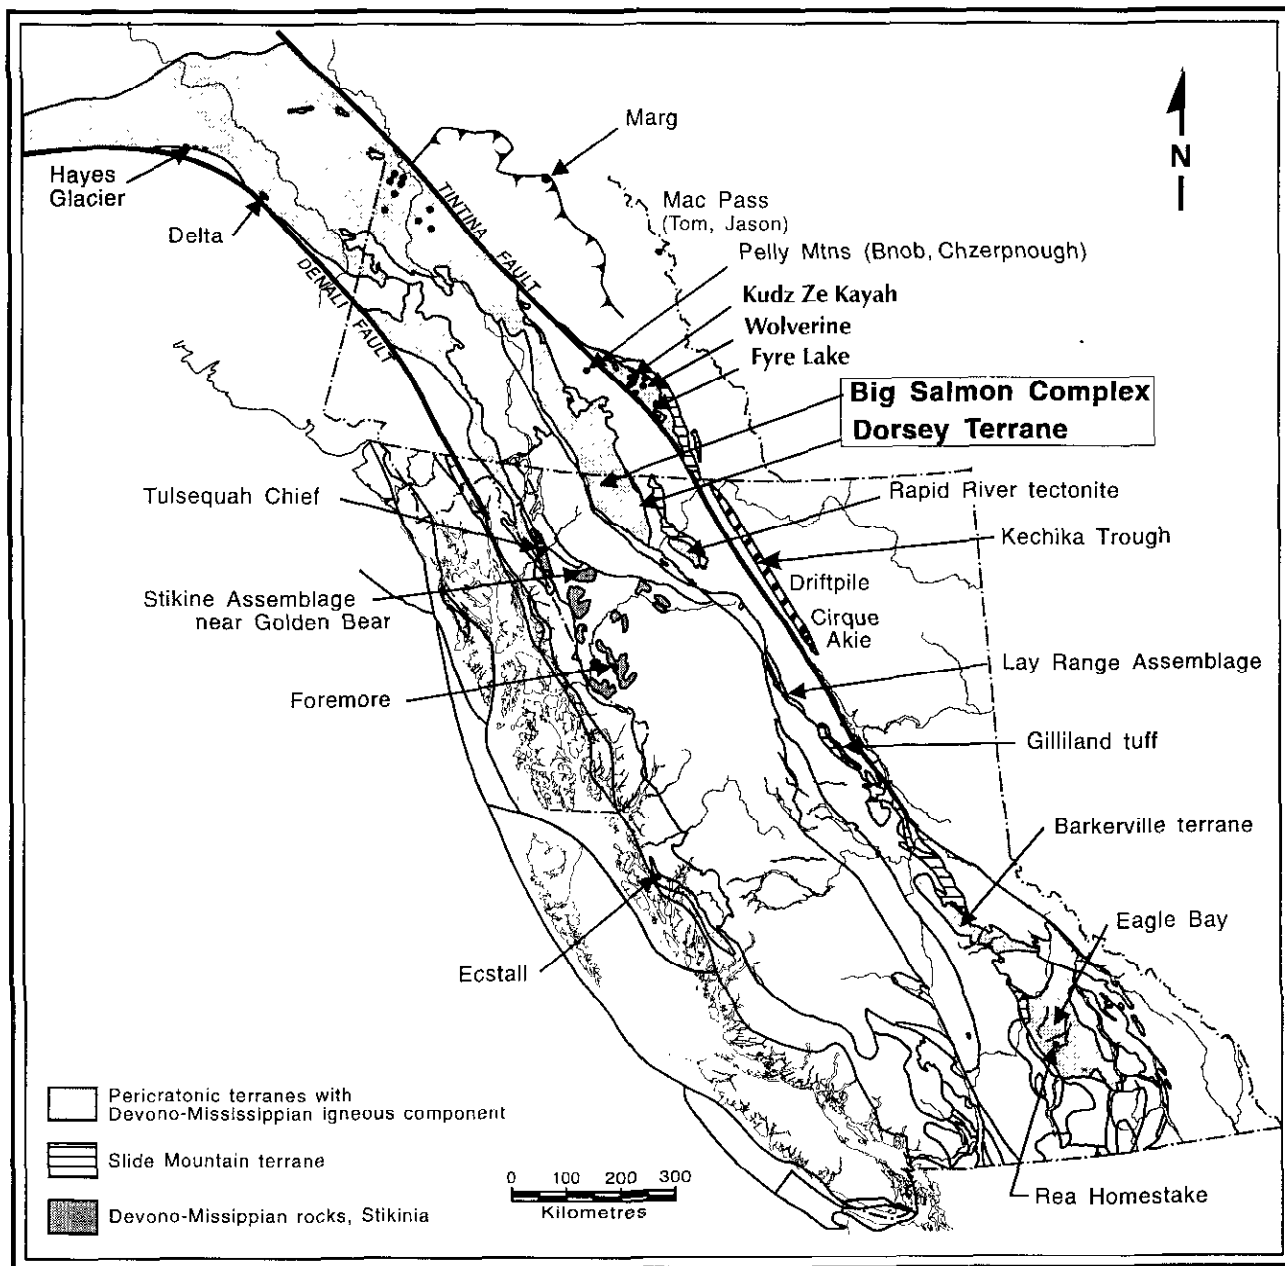 Marg
N
Hayes
Glacier
Delta
TINTINA FAULT
DENALI FAULT
Mac Pass
(Tom, Jason)
Pelly Mtns (Bnob, Chzerpnough)
Kudz Ze Kayah
Wolverine
Fyre Lake
Big Salmon Complex
Dorsey Terrane
Tulsequah Chief
Rapid River tectonite
Kechika Trough
Driftpile
Stikine Assemblage
near Golden Bear
Cirque
Akie
Lay Range Assemblage
Foremore
Gilliland tuff
Barkerville terrane
Eagle Bay
Ecstall
Pericratonic terranes with
Devono-Mississippian igneous component
Slide Mountain terrane
Devono-Missippian rocks, Stikinia
0 100 200 300
Kilometres
Rea Homestake